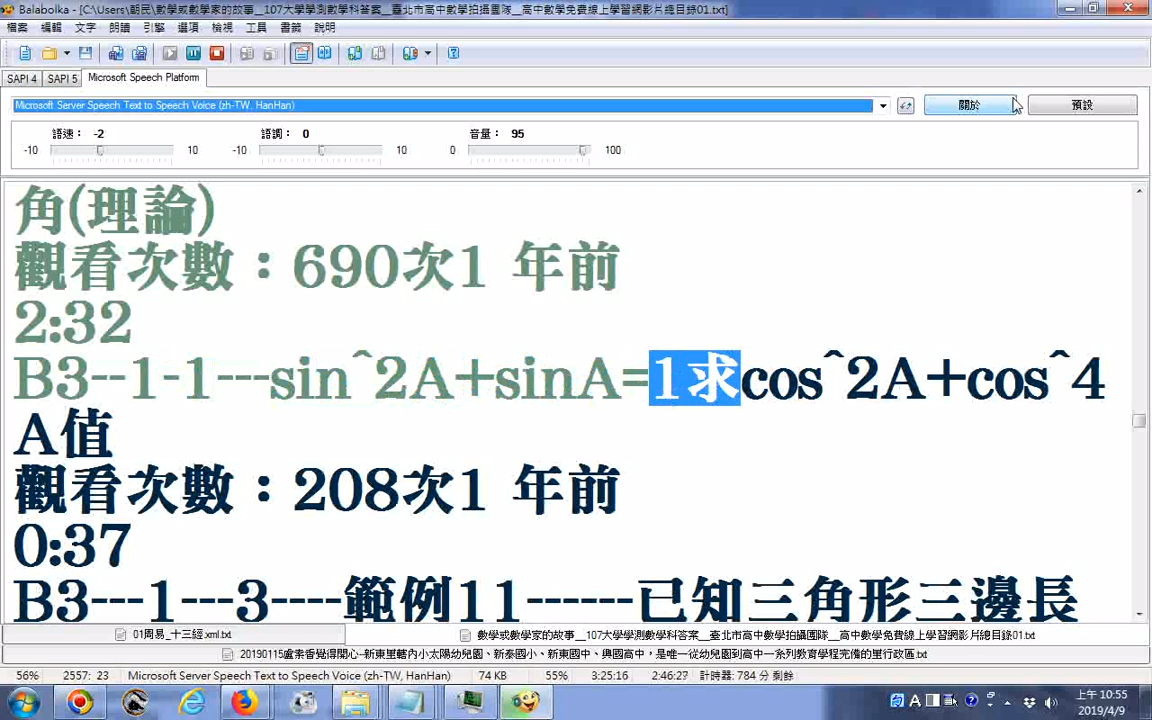 Balabolka - [C:\Users\朝民\數學或數學家的故事__107大學學測數學科答案__臺北市高中數學拍攝團隊__高中數學免費線上學習網影片總目錄01.txt]
檔案 編輯 文字 朗讀 引擎 選項 檢視 工具 書籤 說明
SAPI 4 SAPI 5 Microsoft Speech Platform
Microsoft Server Speech Text to Speech Voice (zh-TW, HanHan)
關於 預設
語速： -2 語調： 0 音量： 95
-10 10 -10 10 0 100
角(理論)
觀看次數：690次1 年前
2:32
B3--1-1---sin^2A+sinA=1求cos^2A+cos^4
A值
觀看次數：208次1 年前
0:37
B3---1---3----範例11------已知三角形三邊長
01周易_十三經.xml.txt 數學或數學家的故事__107大學學測數學科答案__臺北市高中數學拍攝團隊__高中數學免費線上學習網影片總目錄01.txt
20190115盧素香覺得開心-新東里轄內小太陽幼兒園、新泰國小、新東國中、興國高中，是唯一從幼兒園到高中一系列教育學程完備的里行政區.txt
56% 2557: 23 Microsoft Server Speech Text to Speech Voice (zh-TW, HanHan) 74 KB 55% 3:25:16 2:46:27 計時器: 784 分 剩餘
上午 10:55
2019/4/9